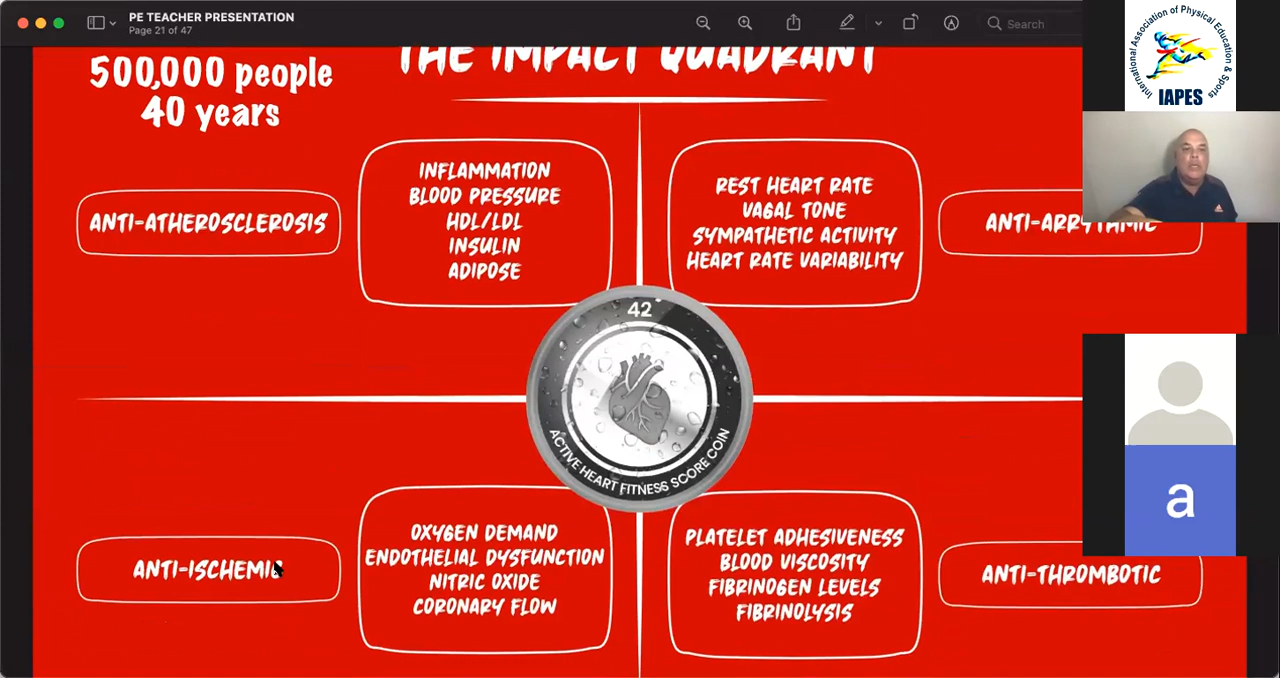 PE TEACHER PRESENTATION
Page 21 of 47
Search
International Association of Physical Education & Sports
IAPES
500,000 people
40 years
THE IMPACT QUADRANT
ANTI-ATHEROSCLEROSIS
INFLAMMATION
BLOOD PRESSURE
HDL/LDL
INSULIN
ADIPOSE
REST HEART RATE
VAGAL TONE
SYMPATHETIC ACTIVITY
HEART RATE VARIABILITY
ANTI-ARRYTHMIC
42
ACTIVE HEART FITNESS SCORE COIN
ANTI-ISCHEMIC
OXYGEN DEMAND
ENDOTHELIAL DYSFUNCTION
NITRIC OXIDE
CORONARY FLOW
PLATELET ADHESIVENESS
BLOOD VISCOSITY
FIBRINOGEN LEVELS
FIBRINOLYSIS
ANTI-THROMBOTIC
a